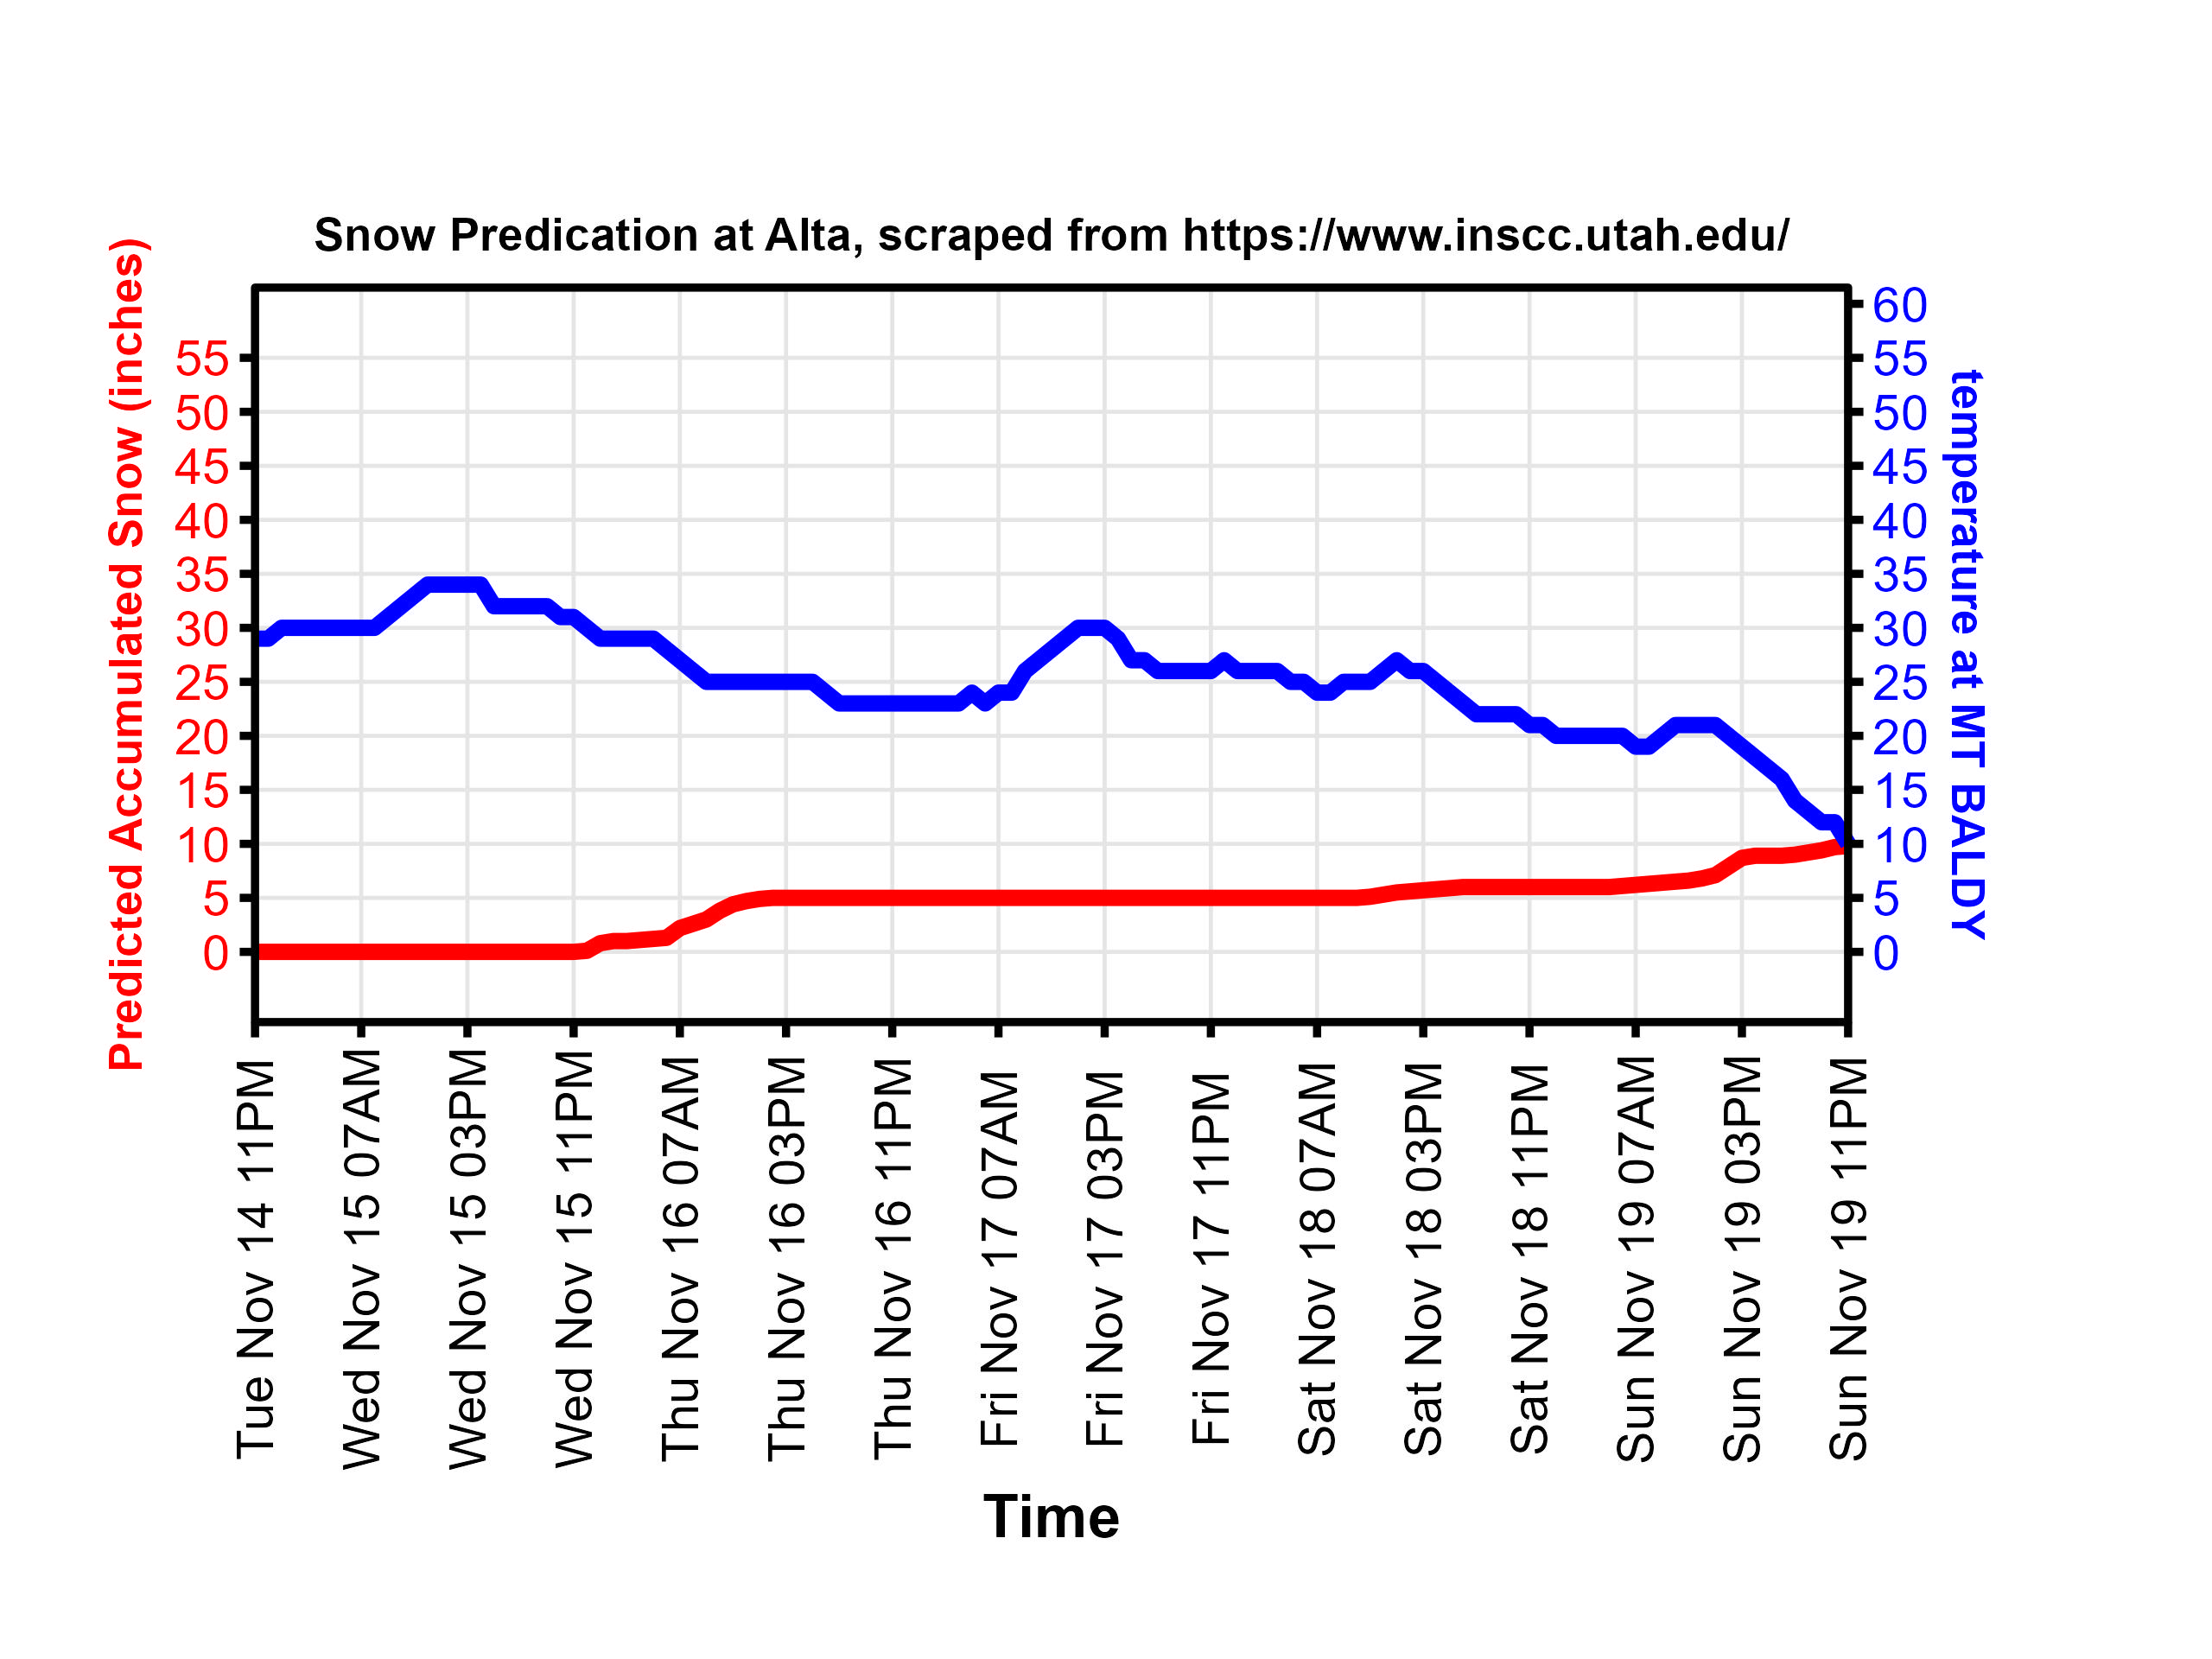 Snow Predication at Alta, scraped from https://www.inscc.utah.edu/
Predicted Accumulated Snow (inches)
55
50
45
40
35
30
25
20
15
10
5
0
60
55
50
45
40
35
30
25
20
15
10
5
0
temperature at MT BALDY
Tue Nov 14 11PM
Wed Nov 15 07AM
Wed Nov 15 03PM
Wed Nov 15 11PM
Thu Nov 16 07AM
Thu Nov 16 03PM
Thu Nov 16 11PM
Fri Nov 17 07AM
Fri Nov 17 03PM
Fri Nov 17 11PM
Sat Nov 18 07AM
Sat Nov 18 03PM
Sat Nov 18 11PM
Sun Nov 19 07AM
Sun Nov 19 03PM
Sun Nov 19 11PM
Time